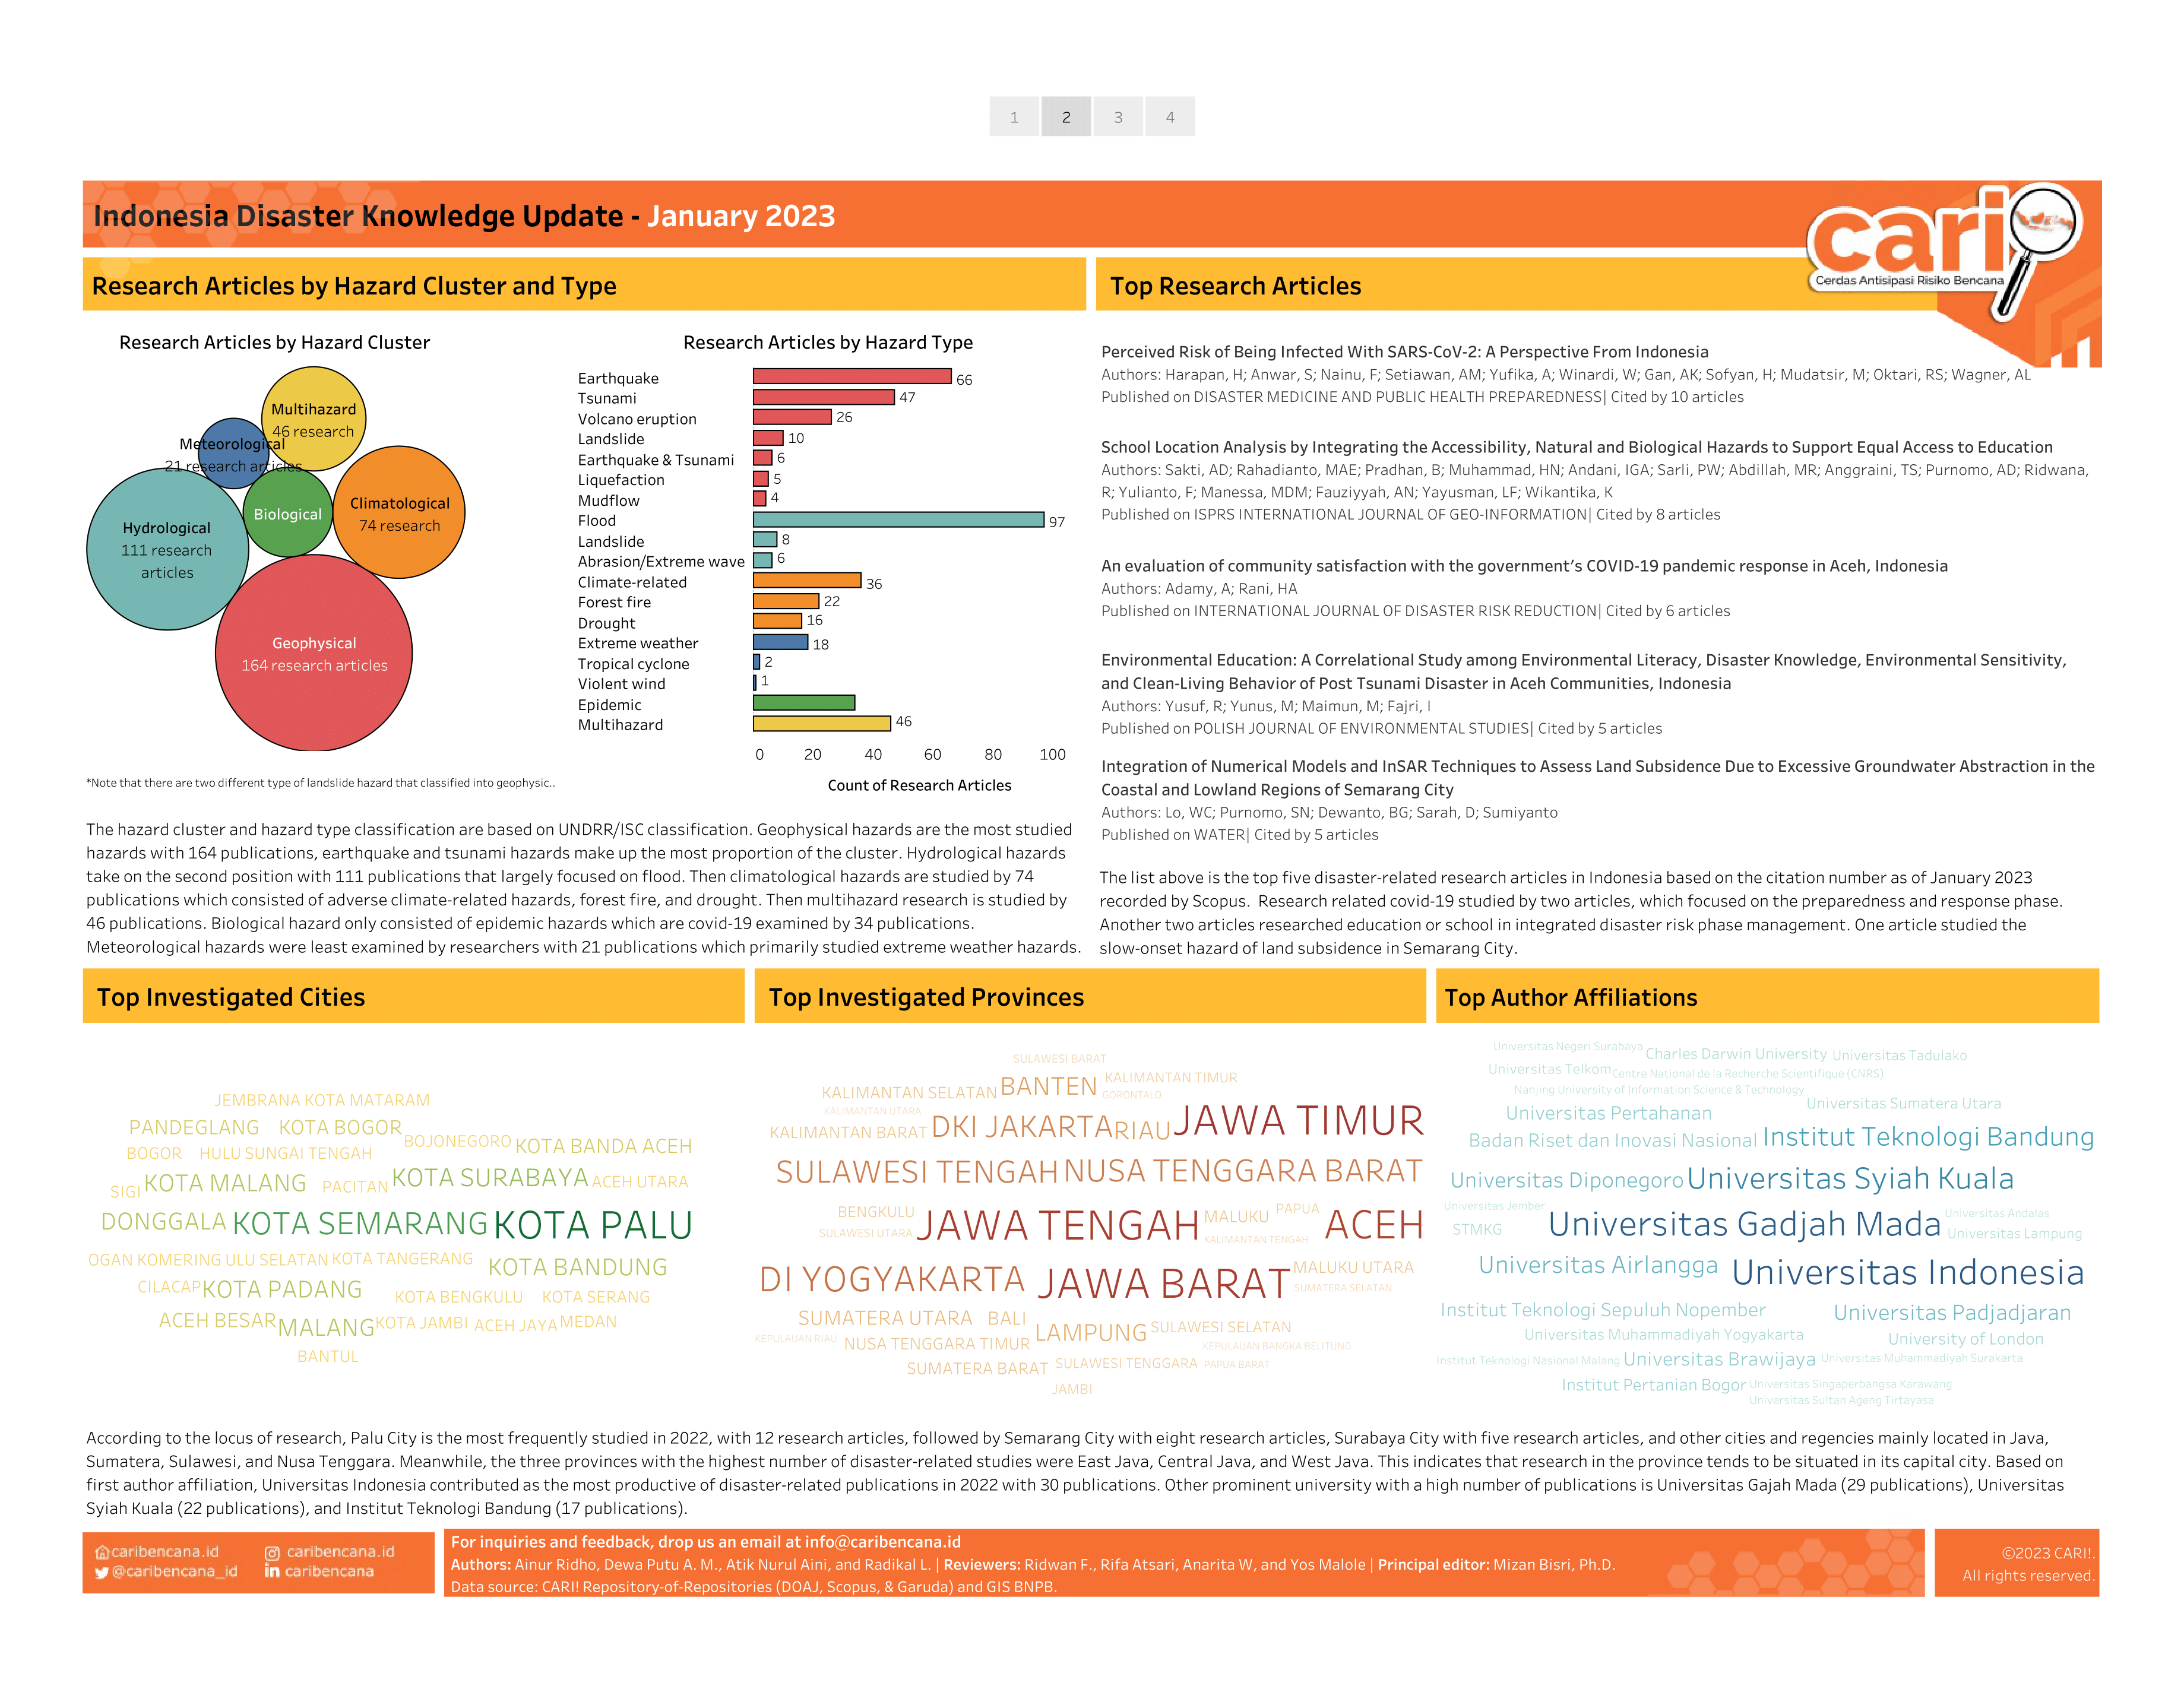 1 2 3 4
Indonesia Disaster Knowledge Update - January 2023
cari
Cerdas Antisipasi Risiko Bencana
Research Articles by Hazard Cluster and Type
Research Articles by Hazard Cluster
Multihazard
46 research
Meteorological
21 research articles
Climatological
74 research
Biological
Hydrological
111 research
articles
Geophysical
164 research articles
*Note that there are two different type of landslide hazard that classified into geophysic..
Research Articles by Hazard Type
Earthquake 66
Tsunami 47
Volcano eruption 26
Landslide 10
Earthquake & Tsunami 6
Liquefaction 5
Mudflow 4
Flood 97
Landslide 8
Abrasion/Extreme wave 6
Climate-related 36
Forest fire 22
Drought 16
Extreme weather 18
Tropical cyclone 2
Violent wind 1
Epidemic
Multihazard 46
0 20 40 60 80 100
Count of Research Articles
The hazard cluster and hazard type classification are based on UNDRR/ISC classification. Geophysical hazards are the most studied
hazards with 164 publications, earthquake and tsunami hazards make up the most proportion of the cluster. Hydrological hazards
take on the second position with 111 publications that largely focused on flood. Then climatological hazards are studied by 74
publications which consisted of adverse climate-related hazards, forest fire, and drought. Then multihazard research is studied by
46 publications. Biological hazard only consisted of epidemic hazards which are covid-19 examined by 34 publications.
Meteorological hazards were least examined by researchers with 21 publications which primarily studied extreme weather hazards.
Top Research Articles
Perceived Risk of Being Infected With SARS-CoV-2: A Perspective From Indonesia
Authors: Harapan, H; Anwar, S; Nainu, F; Setiawan, AM; Yufika, A; Winardi, W; Gan, AK; Sofyan, H; Mudatsir, M; Oktari, RS; Wagner, AL
Published on DISASTER MEDICINE AND PUBLIC HEALTH PREPAREDNESS| Cited by 10 articles
School Location Analysis by Integrating the Accessibility, Natural and Biological Hazards to Support Equal Access to Education
Authors: Sakti, AD; Rahadianto, MAE; Pradhan, B; Muhammad, HN; Andani, IGA; Sarli, PW; Abdillah, MR; Anggraini, TS; Purnomo, AD; Ridwana,
R; Yulianto, F; Manessa, MDM; Fauziyyah, AN; Yayusman, LF; Wikantika, K
Published on ISPRS INTERNATIONAL JOURNAL OF GEO-INFORMATION| Cited by 8 articles
An evaluation of community satisfaction with the government's COVID-19 pandemic response in Aceh, Indonesia
Authors: Adamy, A; Rani, HA
Published on INTERNATIONAL JOURNAL OF DISASTER RISK REDUCTION| Cited by 6 articles
Environmental Education: A Correlational Study among Environmental Literacy, Disaster Knowledge, Environmental Sensitivity,
and Clean-Living Behavior of Post Tsunami Disaster in Aceh Communities, Indonesia
Authors: Yusuf, R; Yunus, M; Maimun, M; Fajri, I
Published on POLISH JOURNAL OF ENVIRONMENTAL STUDIES| Cited by 5 articles
Integration of Numerical Models and InSAR Techniques to Assess Land Subsidence Due to Excessive Groundwater Abstraction in the
Coastal and Lowland Regions of Semarang City
Authors: Lo, WC; Purnomo, SN; Dewanto, BG; Sarah, D; Sumiyanto
Published on WATER| Cited by 5 articles
The list above is the top five disaster-related research articles in Indonesia based on the citation number as of January 2023
recorded by Scopus. Research related covid-19 studied by two articles, which focused on the preparedness and response phase.
Another two articles researched education or school in integrated disaster risk phase management. One article studied the
slow-onset hazard of land subsidence in Semarang City.
Top Investigated Cities
JEMBRANA KOTA MATARAM
PANDEGLANG KOTA BOGOR
BOJONEGORO KOTA BANDA ACEH
BOGOR HULU SUNGAI TENGAH
SIGI KOTA MALANG PACITAN KOTA SURABAYA ACEH UTARA
DONGGALA KOTA SEMARANG KOTA PALU
OGAN KOMERING ULU SELATAN KOTA TANGERANG KOTA BANDUNG
CILACAP KOTA PADANG KOTA BENGKULU KOTA SERANG
ACEH BESAR MALANG KOTA JAMBI ACEH JAYA MEDAN
BANTUL
Top Investigated Provinces
SULAWESI BARAT
KALIMANTAN SELATAN BANTEN KALIMANTAN TIMUR
GORONTALO
KALIMANTAN UTARA
KALIMANTAN BARAT DKI JAKARTA RIAU JAWA TIMUR
SULAWESI TENGAH NUSA TENGGARA BARAT
BENGKULU JAWA TENGAH MALUKU PAPUA ACEH
SULAWESI UTARA KALIMANTAN TENGAH
DI YOGYAKARTA JAWA BARAT MALUKU UTARA
SUMATERA SELATAN
SUMATERA UTARA BALI LAMPUNG SULAWESI SELATAN
KEPULAUAN RIAU NUSA TENGGARA TIMUR KEPULAUAN BANGKA BELITUNG
SUMATERA BARAT SULAWESI TENGGARA PAPUA BARAT
JAMBI
Top Author Affiliations
Universitas Negeri Surabaya Charles Darwin University Universitas Tadulako
Universitas Telkom Centre National de la Recherche Scientifique (CNRS)
Nanjing University of Information Science & Technology
Universitas Pertahanan Universitas Sumatera Utara
Badan Riset dan Inovasi Nasional Institut Teknologi Bandung
Universitas Diponegoro Universitas Syiah Kuala
Universitas Jember
STMKG Universitas Gadjah Mada Universitas Andalas
Universitas Lampung
Universitas Airlangga Universitas Indonesia
Institut Teknologi Sepuluh Nopember Universitas Padjadjaran
Universitas Muhammadiyah Yogyakarta University of London
Institut Teknologi Nasional Malang Universitas Brawijaya Universitas Muhammadiyah Surakarta
Institut Pertanian Bogor Universitas Singaperbangsa Karawang
Universitas Sultan Ageng Tirtayasa
According to the locus of research, Palu City is the most frequently studied in 2022, with 12 research articles, followed by Semarang City with eight research articles, Surabaya City with five research articles, and other cities and regencies mainly located in Java,
Sumatera, Sulawesi, and Nusa Tenggara. Meanwhile, the three provinces with the highest number of disaster-related studies were East Java, Central Java, and West Java. This indicates that research in the province tends to be situated in its capital city. Based on
first author affiliation, Universitas Indonesia contributed as the most productive of disaster-related publications in 2022 with 30 publications. Other prominent university with a high number of publications is Universitas Gajah Mada (29 publications), Universitas
Syiah Kuala (22 publications), and Institut Teknologi Bandung (17 publications).
caribencana.id caribencana.id
@caribencana_id caribencana
For inquiries and feedback, drop us an email at info@caribencana.id
Authors: Ainur Ridho, Dewa Putu A. M., Atik Nurul Aini, and Radikal L. | Reviewers: Ridwan F., Rifa Atsari, Anarita W, and Yos Malole | Principal editor: Mizan Bisri, Ph.D.
Data source: CARI! Repository-of-Repositories (DOAJ, Scopus, & Garuda) and GIS BNPB.
©2023 CARI!.
All rights reserved.